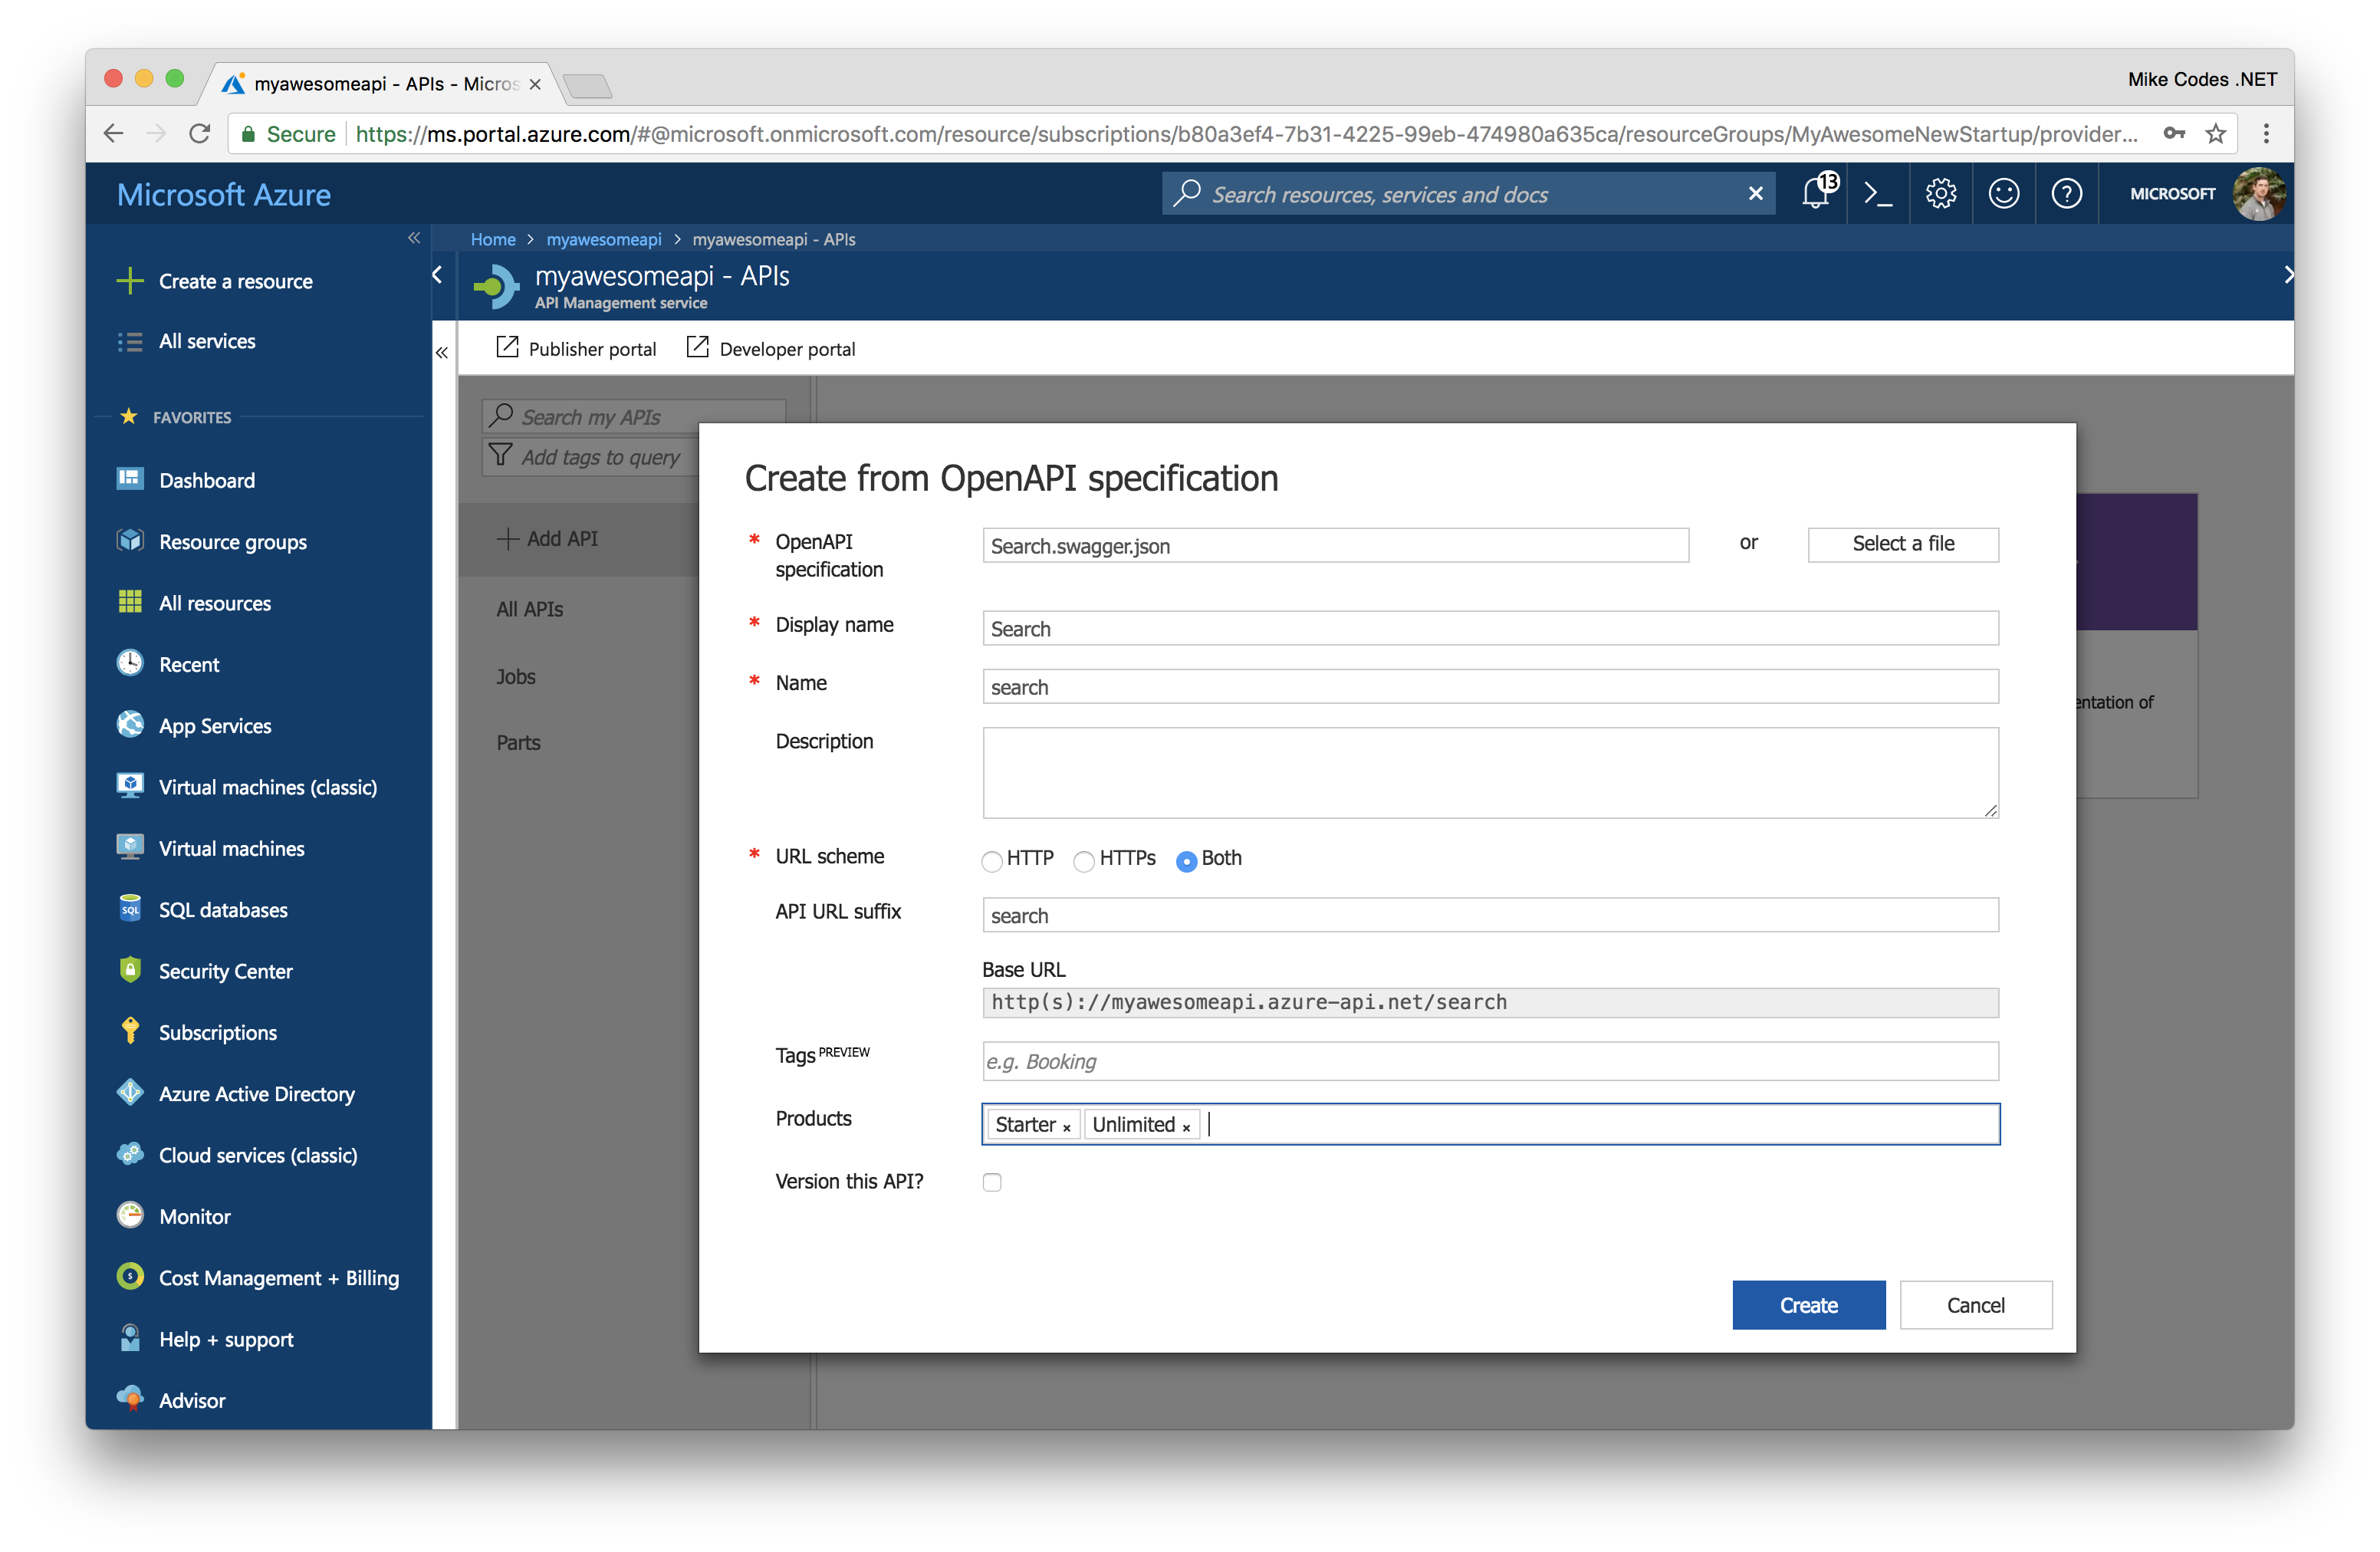 myawesomeapi - APIs - Micros
Mike Codes .NET
Secure
https://ms.portal.azure.com/#@microsoft.onmicrosoft.com/resource/subscriptions/b80a3ef4-7b31-4225-99eb-474980a635ca/resourceGroups/MyAwesomeNewStartup/provider...
Microsoft Azure
Search resources, services and docs
13
MICROSOFT
Home > myawesomeapi > myawesomeapi - APIs
myawesomeapi - APIs
API Management service
Publisher portal
Developer portal
Create a resource
All services
FAVORITES
Dashboard
Resource groups
All resources
Recent
App Services
Virtual machines (classic)
Virtual machines
SQL databases
Security Center
Subscriptions
Azure Active Directory
Cloud services (classic)
Monitor
Cost Management + Billing
Help + support
Advisor
Search my APIs
Add tags to query
Add API
All APIs
Jobs
Parts
Create from OpenAPI specification
* OpenAPI
specification
Search.swagger.json
or
Select a file
* Display name
Search
* Name
search
Description
* URL scheme
HTTP
HTTPs
Both
API URL suffix
search
Base URL
http(s)://myawesomeapi.azure-api.net/search
Tags PREVIEW
e.g. Booking
Products
Starter ×
Unlimited ×
Version this API?
Create
Cancel
entation of
SQL